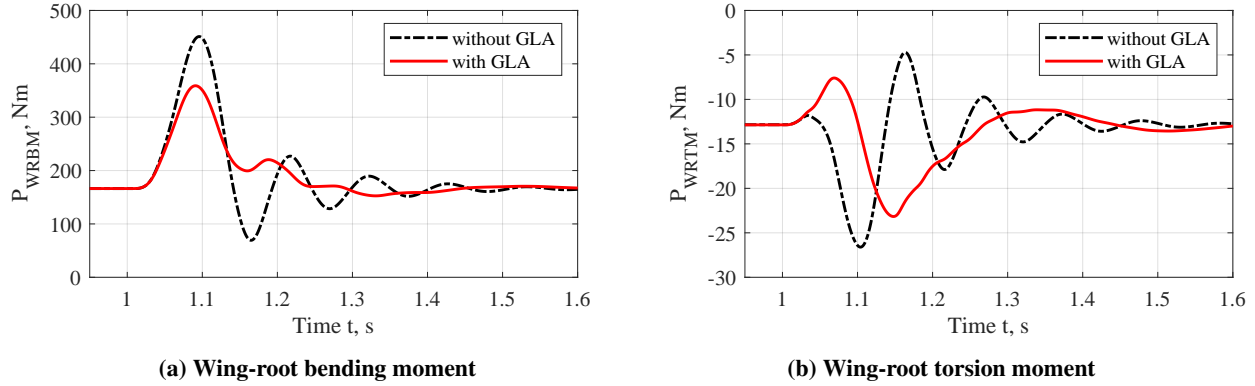 500
400
300
200
100
0
P_WRBM, Nm
without GLA
with GLA
1 1.1 1.2 1.3 1.4 1.5 1.6
Time t, s
(a) Wing-root bending moment
0
-5
-10
-15
-20
-25
-30
P_WRTM, Nm
without GLA
with GLA
1 1.1 1.2 1.3 1.4 1.5 1.6
Time t, s
(b) Wing-root torsion moment